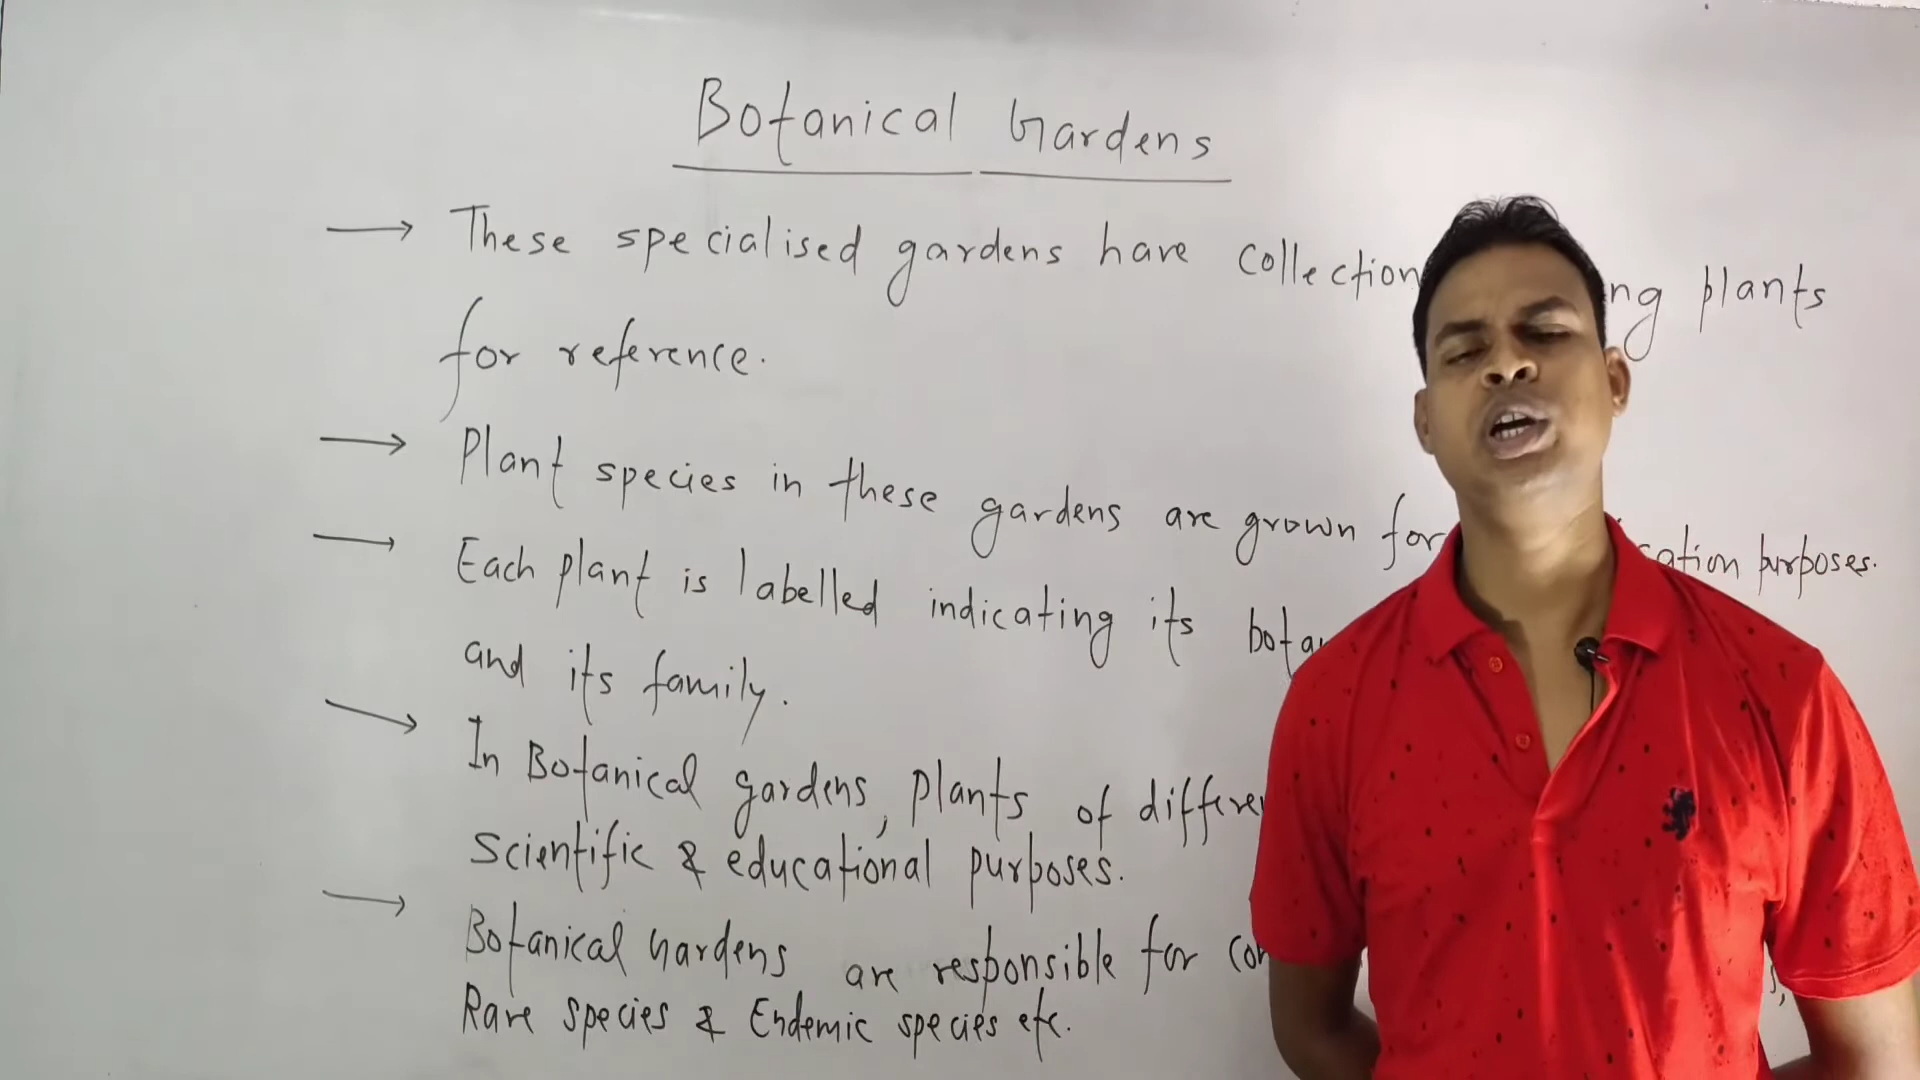 Botanical Gardens
→ These specialised gardens have collection plants
for reference.
→ Plant species in these gardens are grown for purposes.
→ Each plant is labelled indicating its
and its family.
→ In Botanical gardens, plants of
Scientific & educational purposes.
→ Botanical Gardens are responsible for
Rare species & Endemic species etc.